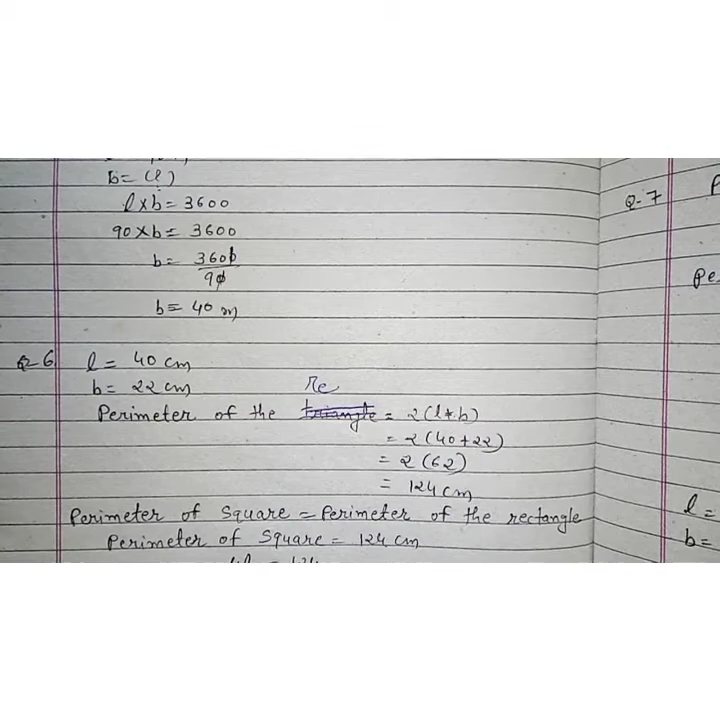 b= (l)
l×b= 3600
90×b= 3600
b= 3600
90
b= 40 m
Q-6 l= 40 cm
b= 22 cm
Re
Perimeter of the triangle = 2(l+b)
= 2(40+22)
= 2(62)
= 124 cm
Perimeter of Square = Perimeter of the rectangle
Perimeter of Square = 124 cm
Q-7
pe
l=
b=